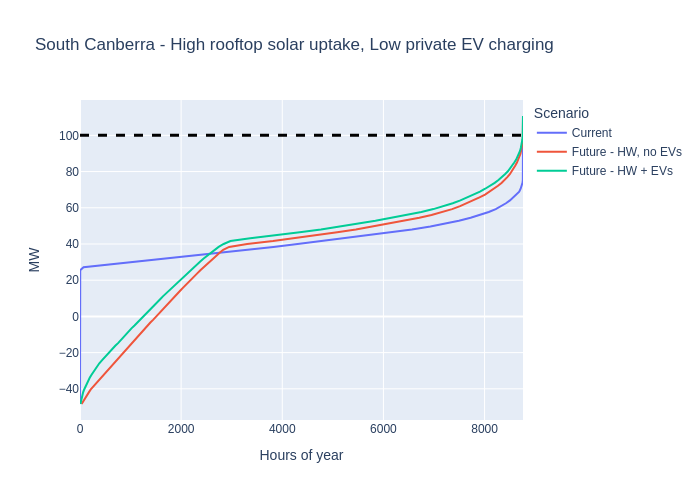 South Canberra - High rooftop solar uptake, Low private EV charging
Scenario
Current
Future - HW, no EVs
Future - HW + EVs
100
80
60
40
20
0
−20
−40
MW
0 2000 4000 6000 8000
Hours of year